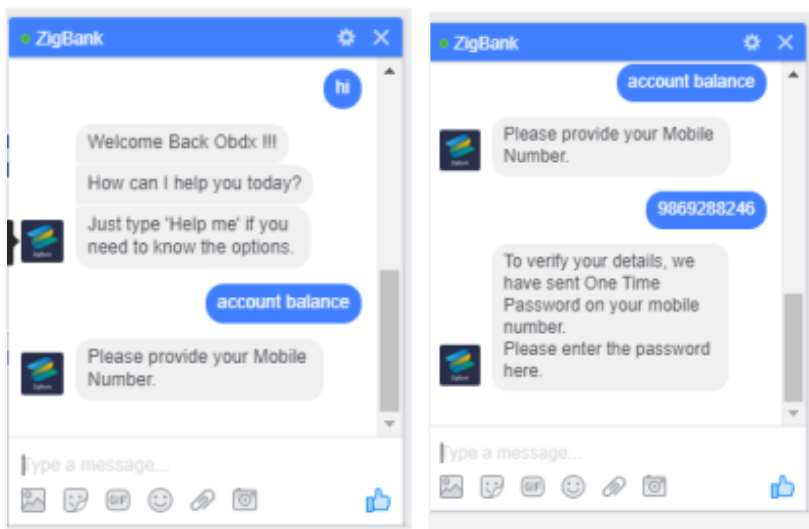 ZigBank
hi
Welcome Back Obdx !!!
How can I help you today?
Just type 'Help me' if you
need to know the options.
account balance
Please provide your Mobile
Number.
Type a message...
GIF
ZigBank
account balance
Please provide your Mobile
Number.
9869288246
To verify your details, we
have sent One Time
Password on your mobile
number.
Please enter the password
here.
Type a message...
GIF